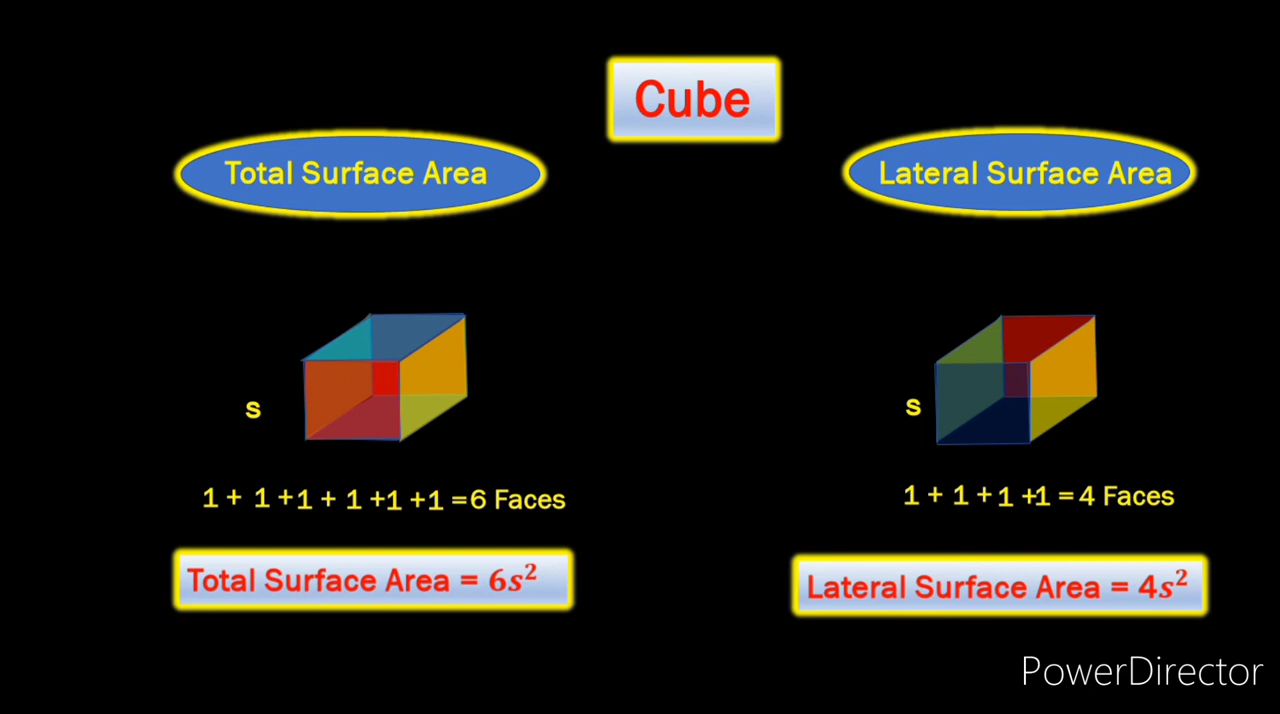 Cube
Total Surface Area
Lateral Surface Area
s
s
1 + 1 +1 + 1 +1 +1 =6 Faces
1 + 1 +1 +1 = 4 Faces
Total Surface Area = 6s²
Lateral Surface Area = 4s²
PowerDirector